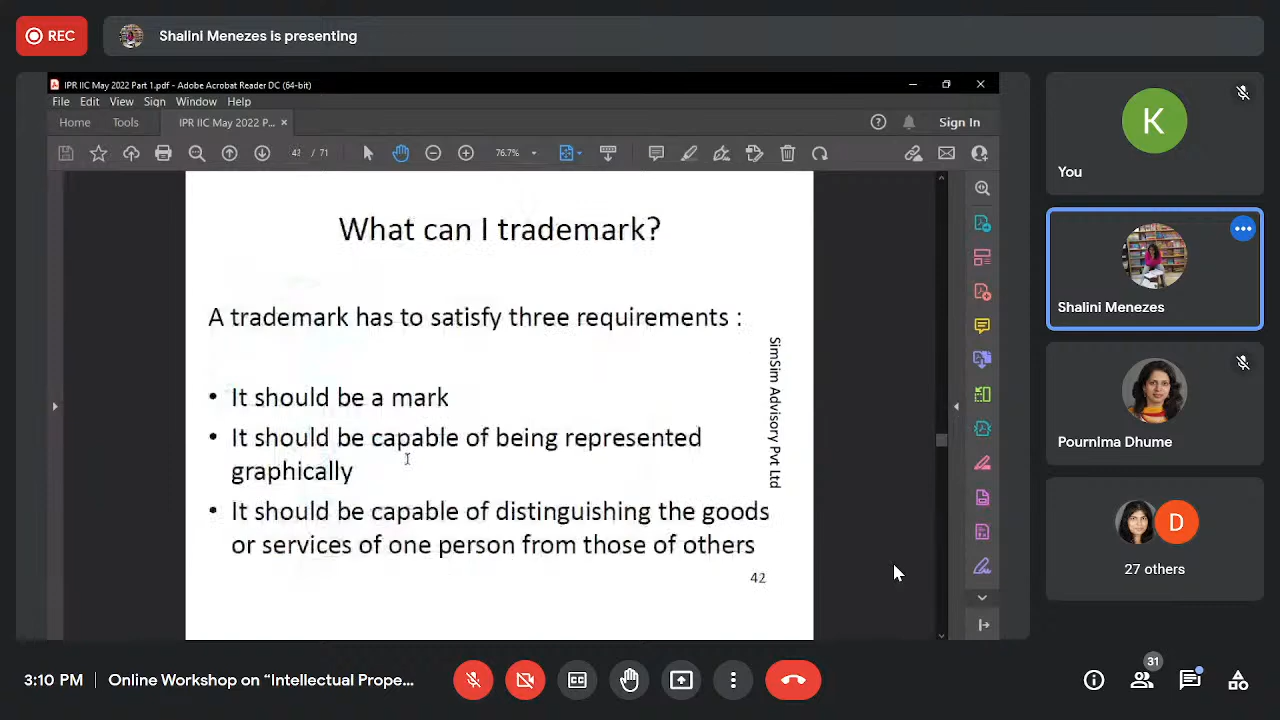 REC
Shalini Menezes is presenting
IPR IIC May 2022 Part 1.pdf - Adobe Acrobat Reader DC (64-bit)
File Edit View Sign Window Help
Home Tools IPR IIC May 2022 P... × Sign In
/ 71 76.7%
What can I trademark?
A trademark has to satisfy three requirements :
• It should be a mark
• It should be capable of being represented
graphically
• It should be capable of distinguishing the goods
or services of one person from those of others
SimSim Advisory Pvt Ltd
42
K
You
Shalini Menezes
Pournima Dhume
D
27 others
3:10 PM | Online Workshop on “Intellectual Prope...
31